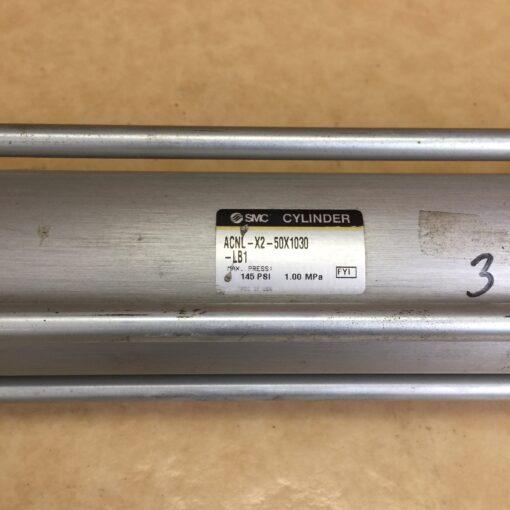 SMC CYLINDER
ACNL-X2-50X1030
-LB1
MAX. PRESS:
145 PSI 1.00 MPa FYI
3